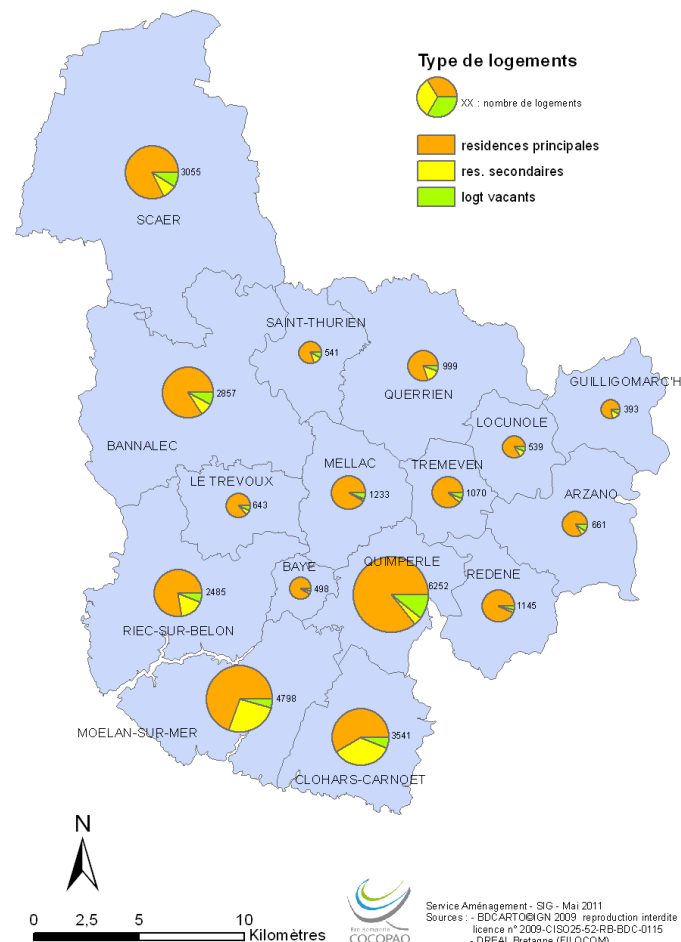 Type de logements
XX : nombre de logements
residences principales
res. secondaires
logt vacants
3055
SCAER
SAINT-THURIEN
541
999
QUERRIEN
GUILLIGOMARC'H
393
2857
BANNALEC
LOCUNOLE
539
MELLAC
1233
TREMEVEN
1070
LE TREVOUX
643
ARZANO
661
BAYE
498
QUIMPERLE
6252
REDENE
1145
2485
RIEC-SUR-BELON
4798
MOELAN-SUR-MER
3541
CLOHARS-CARNOET
N
0 2,5 5 10
Kilomètres
COCOPAQ
Service Aménagement - SIG - Mai 2011
Sources : - BDCARTO©IGN 2009 reproduction interdite
licence n° 2009-CISO25-52-RB-BDC-0115
- DREAL Bretagne (FILOCOM)